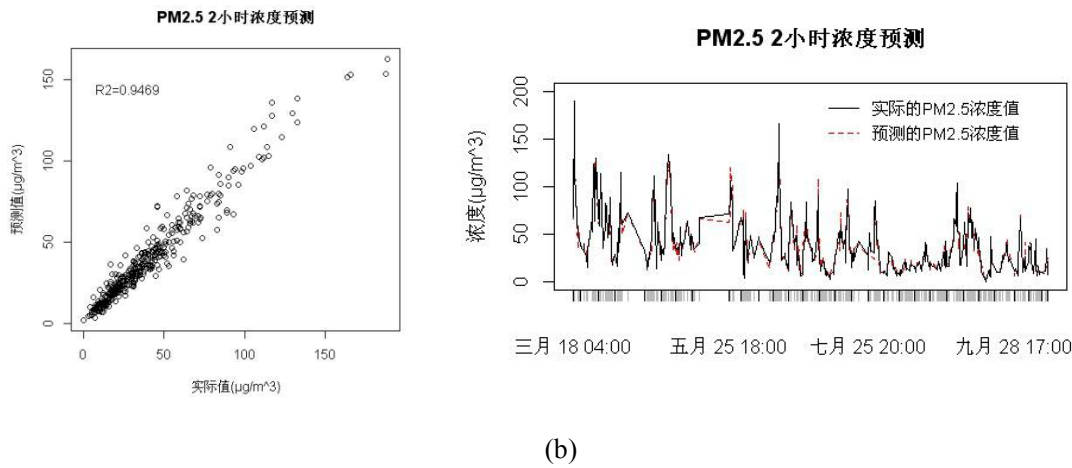 PM2.5 2小时浓度预测
R2=0.9469
150
100
50
0
预测值(μg/m^3)
0
50
100
150
实际值(μg/m^3)
PM2.5 2小时浓度预测
实际的PM2.5浓度值
预测的PM2.5浓度值
200
150
100
50
0
浓度(μg/m^3)
三月 18 04:00
五月 25 18:00
七月 25 20:00
九月 28 17:00
(b)